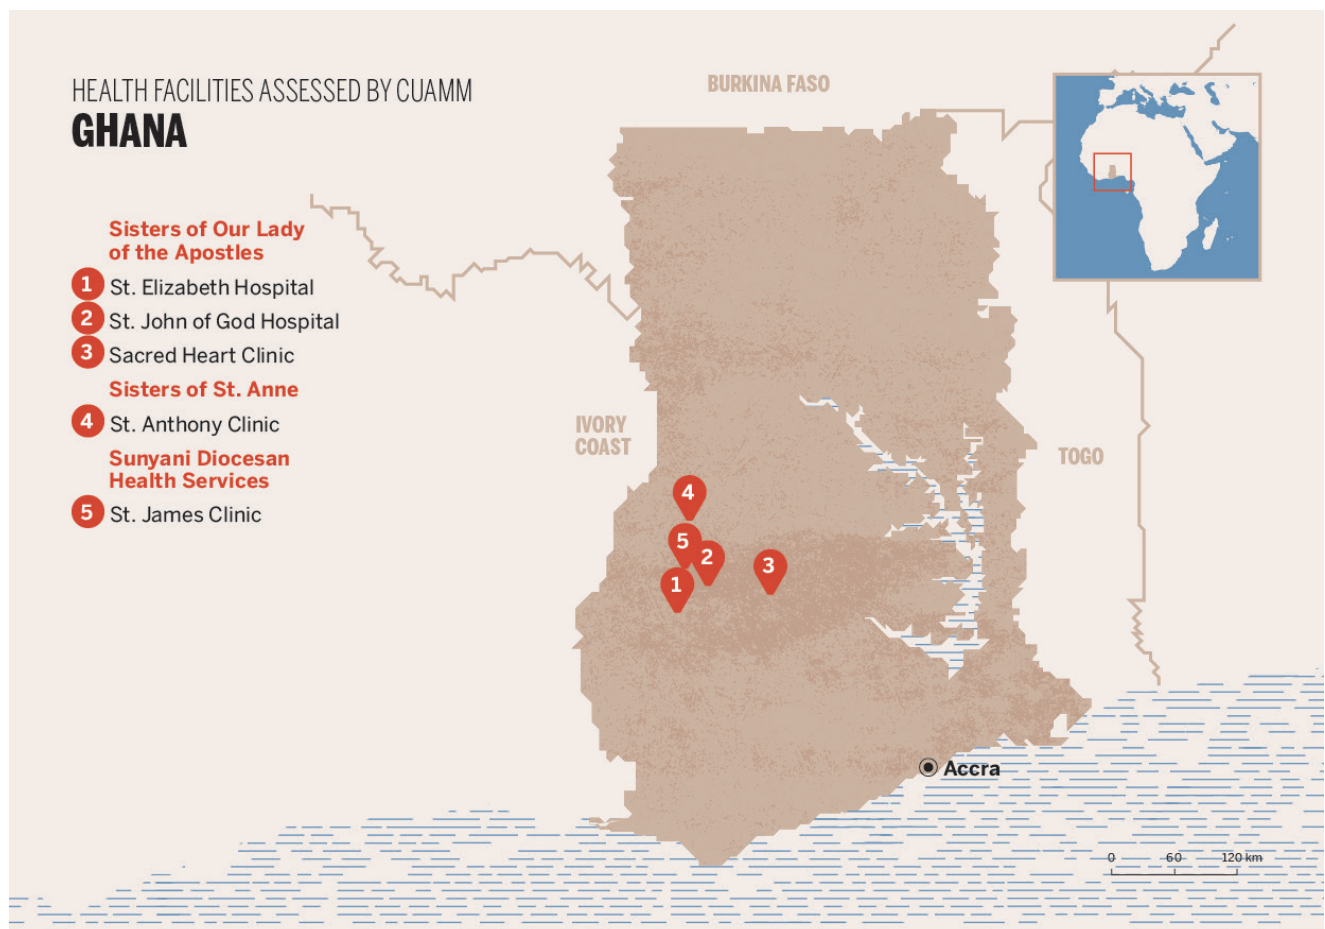 HEALTH FACILITIES ASSESSED BY CUAMM
GHANA
Sisters of Our Lady
of the Apostles
1 St. Elizabeth Hospital
2 St. John of God Hospital
3 Sacred Heart Clinic
Sisters of St. Anne
4 St. Anthony Clinic
Sunyani Diocesan
Health Services
5 St. James Clinic
BURKINA FASO
IVORY
COAST
TOGO
4
5
2
3
1
Accra
0 60 120 km